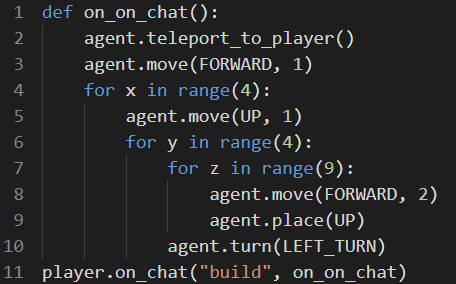 1 def on_on_chat():
2     agent.teleport_to_player()
3     agent.move(FORWARD, 1)
4     for x in range(4):
5         agent.move(UP, 1)
6         for y in range(4):
7             for z in range(9):
8                 agent.move(FORWARD, 2)
9                 agent.place(UP)
10             agent.turn(LEFT_TURN)
11 player.on_chat("build", on_on_chat)